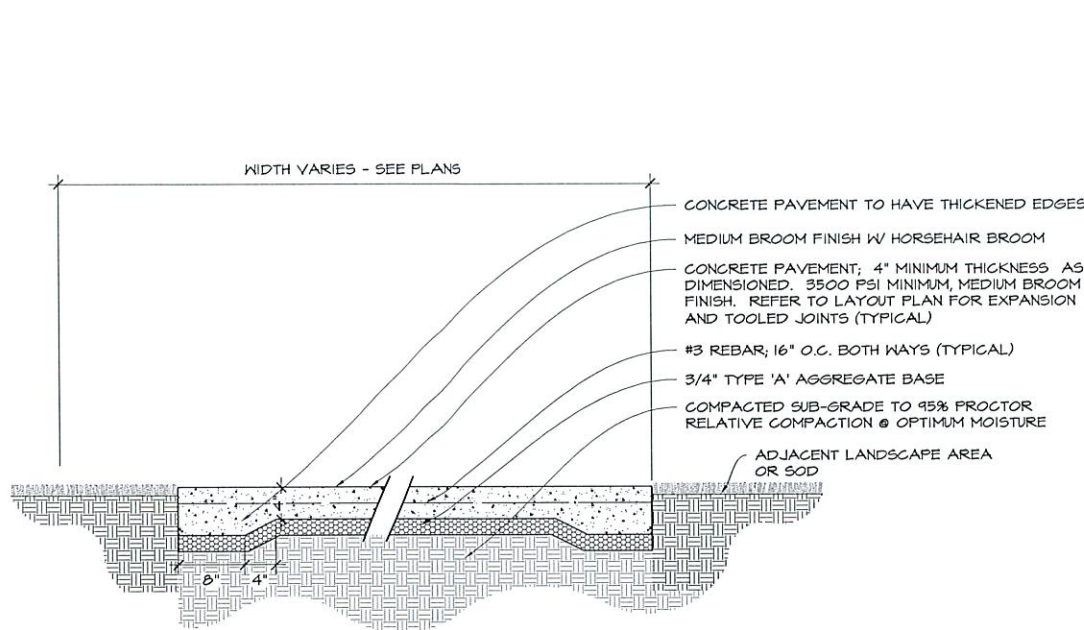 WIDTH VARIES - SEE PLANS
CONCRETE PAVEMENT TO HAVE THICKENED EDGES
MEDIUM BROOM FINISH W/ HORSEHAIR BROOM
CONCRETE PAVEMENT; 4" MINIMUM THICKNESS AS
DIMENSIONED. 3500 PSI MINIMUM, MEDIUM BROOM
FINISH. REFER TO LAYOUT PLAN FOR EXPANSION
AND TOOLED JOINTS (TYPICAL)
#3 REBAR; 16" O.C. BOTH WAYS (TYPICAL)
3/4" TYPE 'A' AGGREGATE BASE
COMPACTED SUB-GRADE TO 95% PROCTOR
RELATIVE COMPACTION @ OPTIMUM MOISTURE
ADJACENT LANDSCAPE AREA
OR SOD
8" 4"